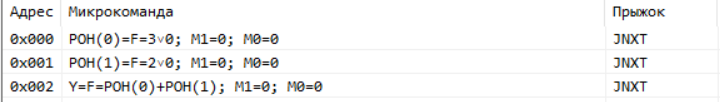 Адрес Микрокоманда Прыжок
0x000 РОН(0)=F=3∨0; M1=0; M0=0 JNXT
0x001 РОН(1)=F=2∨0; M1=0; M0=0 JNXT
0x002 Y=F=РОН(0)+РОН(1); M1=0; M0=0 JNXT